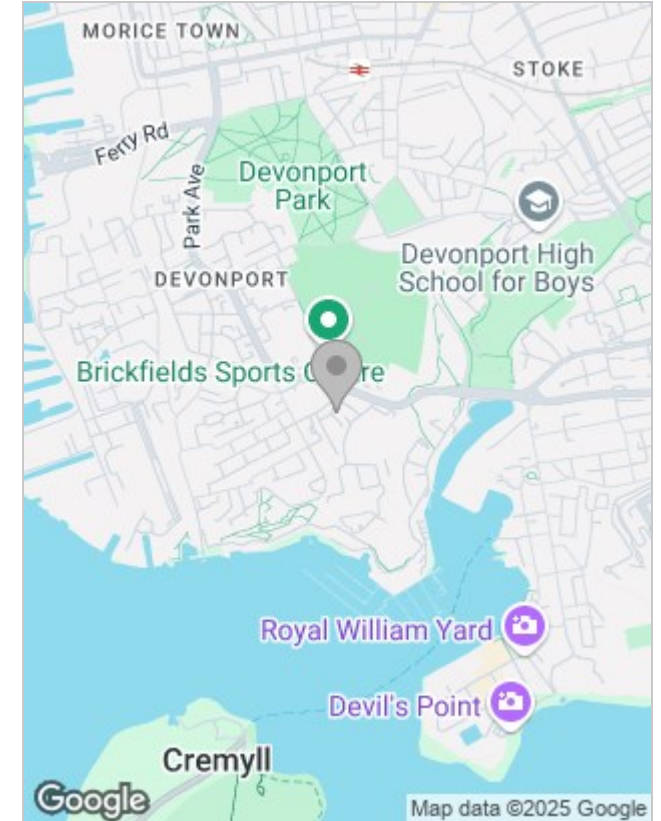 MORICE TOWN
STOKE
Ferry Rd
Park Ave
Devonport
Park
Devonport High
School for Boys
DEVONPORT
Brickfields Sports C
re
Royal William Yard
Devil's Point
Cremyll
Google
Map data ©2025 Google